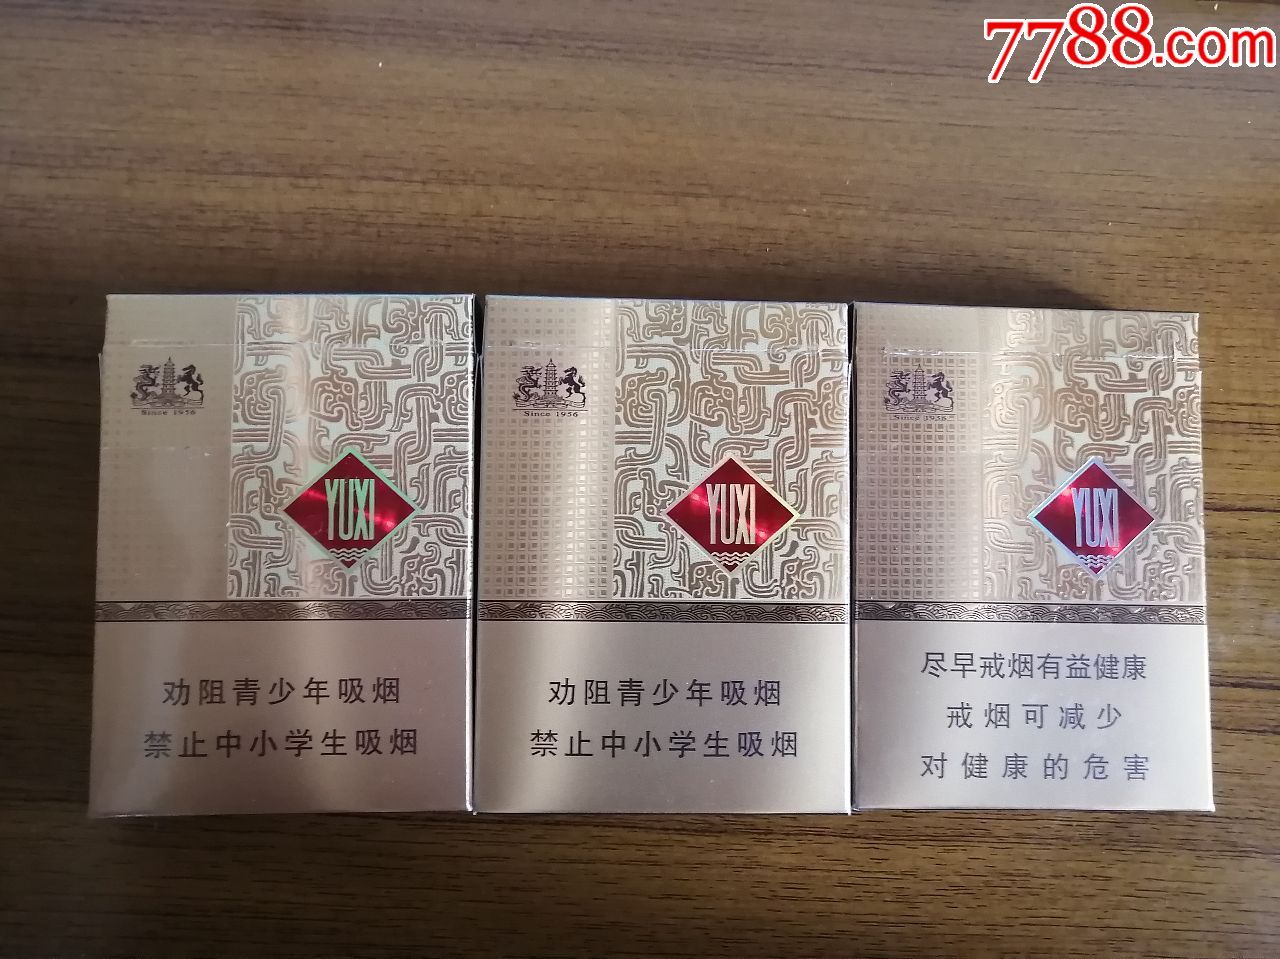 7788.com
Since 1956
YUXI
劝阻青少年吸烟
禁止中小学生吸烟
Since 1956
YUXI
劝阻青少年吸烟
禁止中小学生吸烟
Since 1956
YUXI
尽早戒烟有益健康
戒烟可减少
对健康的危害